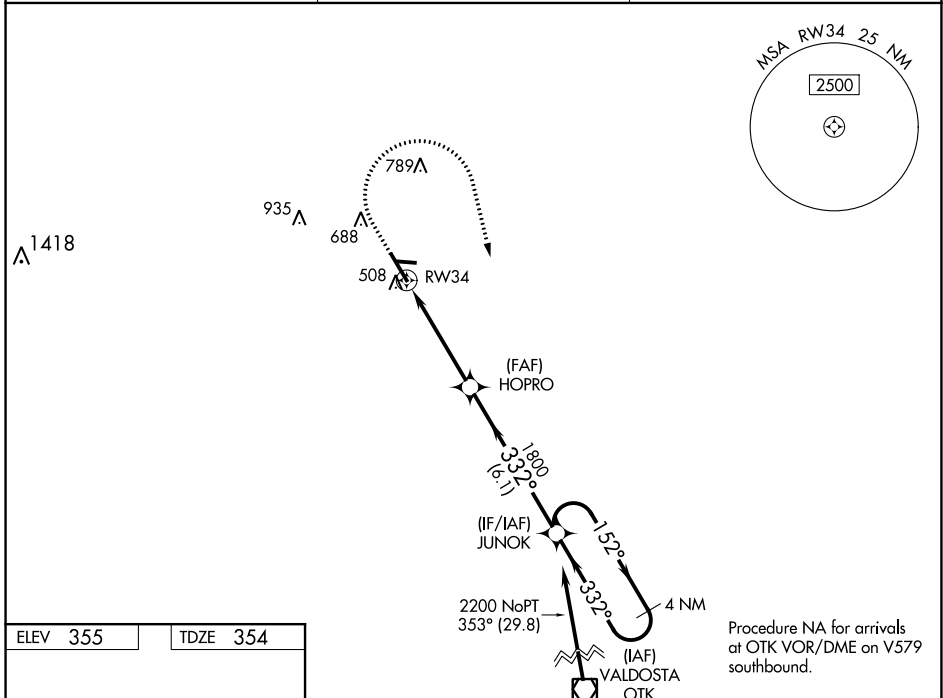 MSA RW34 25 NM
2500
789
935
688
1418
508
RW34
(FAF)
HOPRO
1800
332°
(6.1)
(IF/IAF)
JUNOK
152°
332°
4 NM
2200 NoPT
353° (29.8)
(IAF)
VALDOSTA
OTK
Procedure NA for arrivals
at OTK VOR/DME on V579
southbound.
ELEV 355
TDZE 354